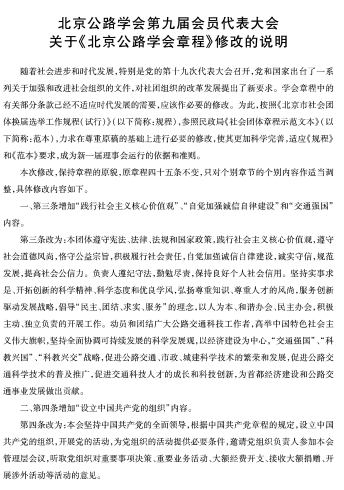 北京公路学会第九届会员代表大会
关于《北京公路学会章程》修改的说明
随着社会进步和时代发展,特别是党的第十九次代表大会召开,党和国家出台了一系
列关于加强和改进社会组织的文件,对社团组织的改革发展提出了新要求。学会章程中的
有关部分条款已经不适应时代发展的需要,应该作必要的修改。为此,按照《北京市社会团
体换届选举工作规程(试行)》(以下简称:规程),参照民政局《社会团体章程示范文本》(以
下简称:范本),力求在尊重原稿的基础上进行必要的修改,使其更加科学完善,适应《规程》
和《范本》要求,成为新一届理事会运行的依据和准则。
本次修改,保持章程的原貌,原章程四十五条不变,只对个别章节的个别内容作适当调
整,具体修改内容如下。
一、第三条增加“践行社会主义核心价值观”、“自觉加强诚信自律建设”和“交通强国”
内容。
第三条改为:本团体遵守宪法、法律、法规和国家政策,践行社会主义核心价值观,遵守
社会道德风尚,恪守公益宗旨,积极履行社会责任,自觉加强诚信自律建设,诚实守信,规范
发展,提高社会公信力。负责人遵纪守法,勤勉尽责,保持良好个人社会信用。坚持实事求
是、开拓创新的科学精神、科学态度和优良学风,弘扬尊重知识、尊重人才的风尚,服务创新
驱动发展战略,倡导“民主、团结、求实、服务”的理念,以人为本、和谐办会、民主办会,积极
主动、独立负责的开展工作。动员和团结广大公路交通科技工作者,高举中国特色社会主
义伟大旗帜,坚持全面协调可持续发展的科学发展观,以经济建设为中心,“交通强国”、“科
教兴国”、“科教兴交”战略,促进公路交通、市政、城建科学技术的繁荣和发展,促进公路交
通科学技术的普及推广,促进交通科技人才的成长和科技创新,为首都经济建设和公路交
通事业发展做出贡献。
二、第四条增加“设立中国共产党的组织”内容。
第四条改为:本会坚持中国共产党的全面领导,根据中国共产党章程的规定,设立中国
共产党的组织,开展党的活动,为党组织的活动提供必要条件,邀请党组织负责人参加本会
管理层会议,听取党组织对重要事项决策、重要业务活动、大额经费开支、接收大额捐赠、开
展涉外活动等活动的意见。